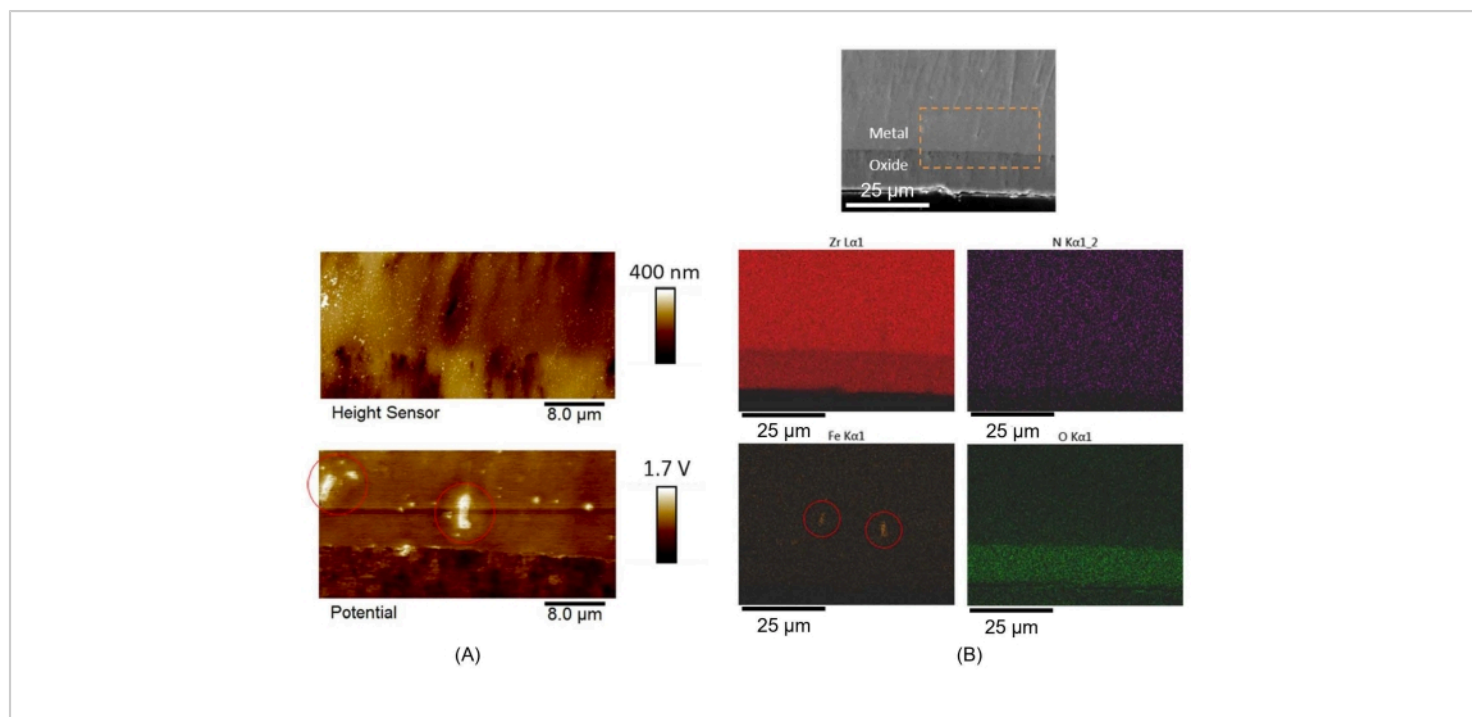 Metal
Oxide
25 µm
400 nm
Height Sensor
8.0 µm
1.7 V
Potential
8.0 µm
(A)
Zr Lα1
N Kα1_2
25 µm
25 µm
Fe Kα1
O Kα1
25 µm
25 µm
(B)